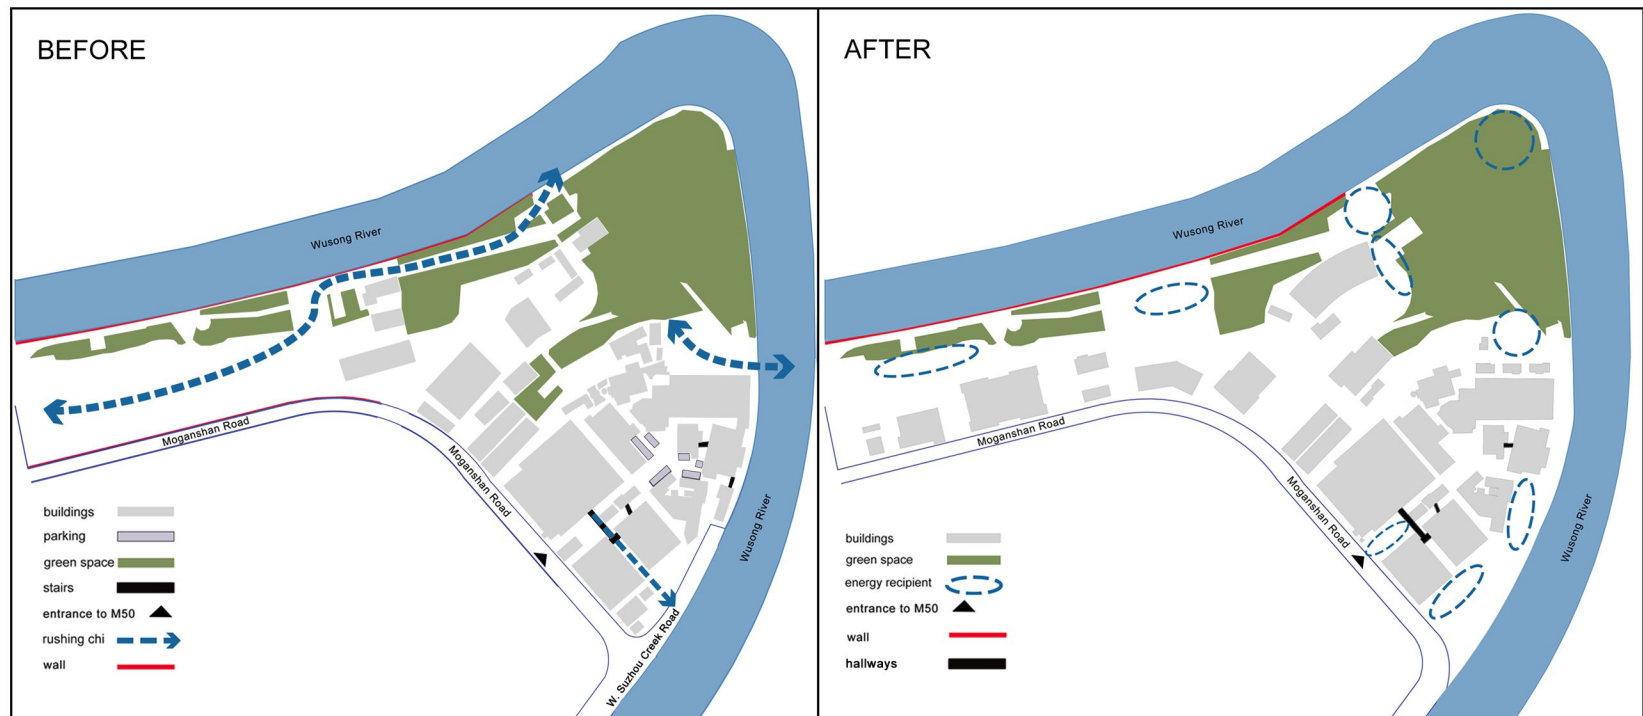 BEFORE
Wusong River
Moganshan Road
Moganshan Road
Wusong River
W. Suzhou Creek Road
buildings
parking
green space
stairs
entrance to M50
rushing chi
wall
AFTER
Wusong River
Moganshan Road
Moganshan Road
Wusong River
buildings
green space
energy recipient
entrance to M50
wall
hallways